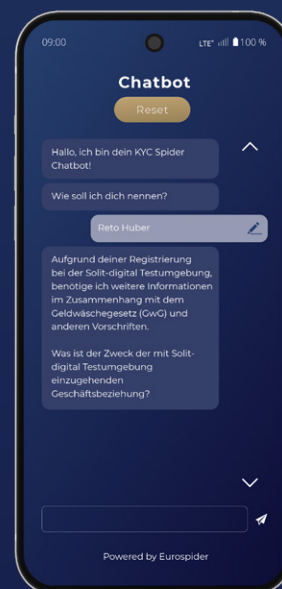 09:00 LTE+ 100 %
Chatbot
Reset
Hallo, ich bin dein KYC Spider
Chatbot!
Wie soll ich dich nennen?
Reto Huber
Aufgrund deiner Registrierung
bei der Solit-digital Testumgebung,
benötige ich weitere Informationen
im Zusammenhang mit dem
Geldwäschegesetz (GwG) und
anderen Vorschriften.
Was ist der Zweck der mit Solit-
digital Testumgebung
einzugehenden
Geschäftsbeziehung?
Powered by Eurospider